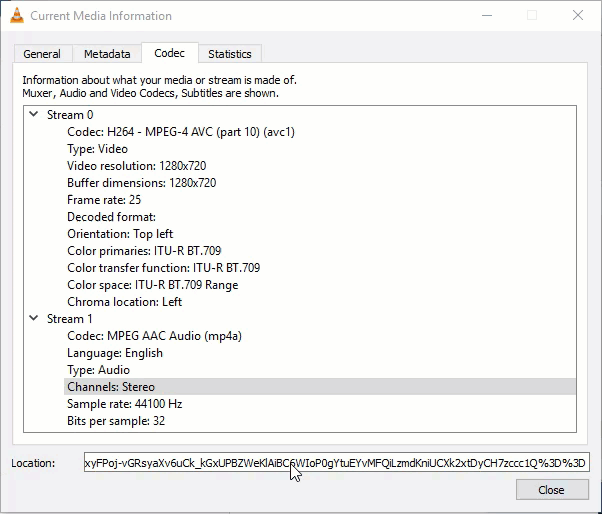 Current Media Information
General Metadata Codec Statistics
Information about what your media or stream is made of.
Muxer, Audio and Video Codecs, Subtitles are shown.
Stream 0
Codec: H264 - MPEG-4 AVC (part 10) (avc1)
Type: Video
Video resolution: 1280x720
Buffer dimensions: 1280x720
Frame rate: 25
Decoded format:
Orientation: Top left
Color primaries: ITU-R BT.709
Color transfer function: ITU-R BT.709
Color space: ITU-R BT.709 Range
Chroma location: Left
Stream 1
Codec: MPEG AAC Audio (mp4a)
Language: English
Type: Audio
Channels: Stereo
Sample rate: 44100 Hz
Bits per sample: 32
Location:
Close